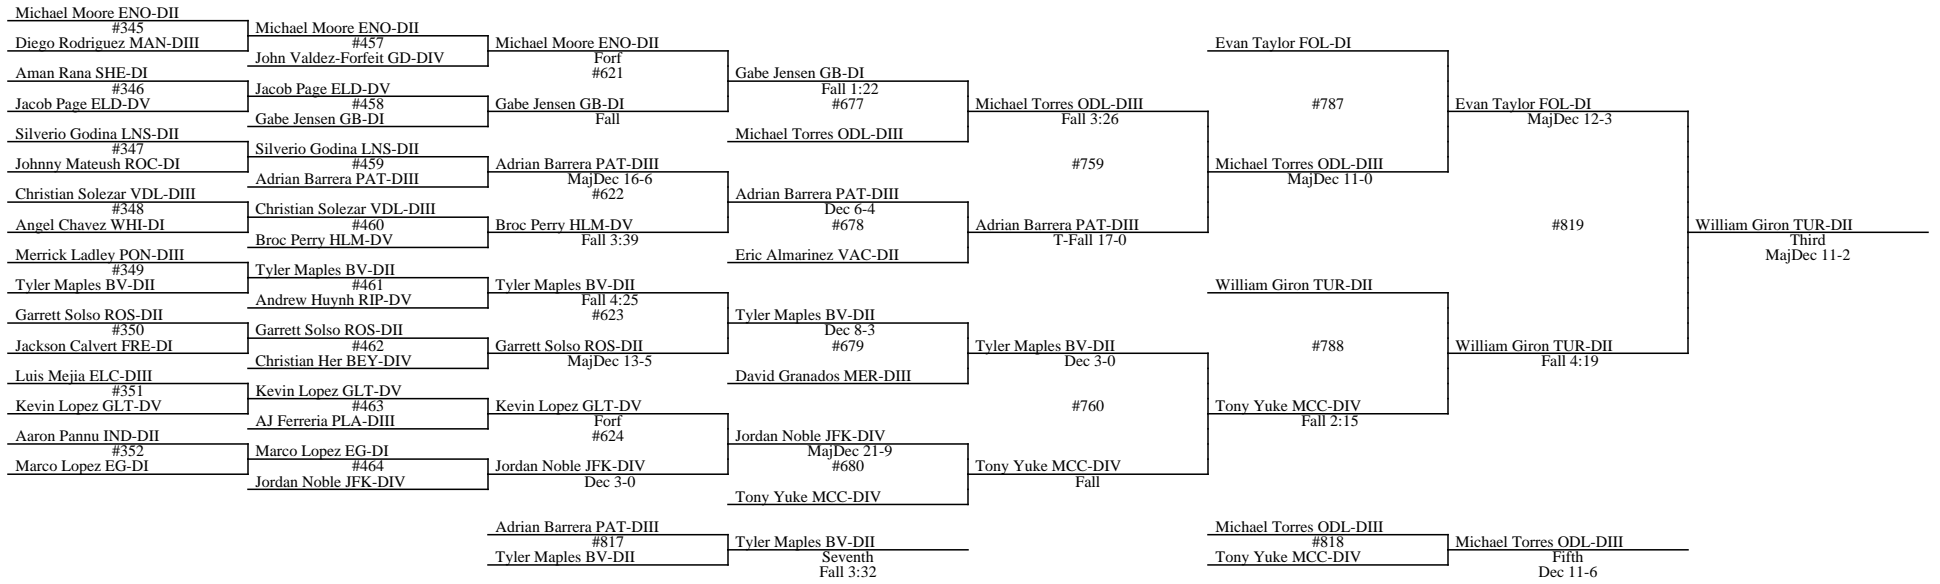 Michael Moore ENO-DII
#345
Diego Rodriguez MAN-DIII
Aman Rana SHE-DI
#346
Jacob Page ELD-DV
Silverio Godina LNS-DII
#347
Johnny Mateush ROC-DI
Christian Solezar VDL-DIII
#348
Angel Chavez WHI-DI
Merrick Ladley PON-DIII
#349
Tyler Maples BV-DII
Garrett Solso ROS-DII
#350
Jackson Calvert FRE-DI
Luis Mejia ELC-DIII
#351
Kevin Lopez GLT-DV
Aaron Pannu IND-DII
#352
Marco Lopez EG-DI
Michael Moore ENO-DII
#457
John Valdez-Forfeit GD-DIV
Jacob Page ELD-DV
#458
Gabe Jensen GB-DI
Silverio Godina LNS-DII
#459
Adrian Barrera PAT-DIII
Christian Solezar VDL-DIII
#460
Broc Perry HLM-DV
Tyler Maples BV-DII
#461
Andrew Huynh RIP-DV
Garrett Solso ROS-DII
#462
Christian Her BEY-DIV
Kevin Lopez GLT-DV
#463
AJ Ferreria PLA-DIII
Marco Lopez EG-DI
#464
Jordan Noble JFK-DIV
Michael Moore ENO-DII
Forf
#621
Gabe Jensen GB-DI
Fall
Adrian Barrera PAT-DIII
MajDec 16-6
#622
Broc Perry HLM-DV
Fall 3:39
Tyler Maples BV-DII
Fall 4:25
#623
Garrett Solso ROS-DII
MajDec 13-5
Kevin Lopez GLT-DV
Forf
#624
Jordan Noble JFK-DIV
Dec 3-0
Gabe Jensen GB-DI
Fall 1:22
#677
Michael Torres ODL-DIII
Adrian Barrera PAT-DIII
Dec 6-4
#678
Eric Almarinez VAC-DII
Tyler Maples BV-DII
Dec 8-3
#679
David Granados MER-DIII
Jordan Noble JFK-DIV
MajDec 21-9
#680
Tony Yuke MCC-DIV
Michael Torres ODL-DIII
Fall 3:26
#759
Adrian Barrera PAT-DIII
T-Fall 17-0
Tyler Maples BV-DII
Dec 3-0
#760
Tony Yuke MCC-DIV
Fall
Evan Taylor FOL-DI
#787
Michael Torres ODL-DIII
MajDec 11-0
William Giron TUR-DII
#788
Tony Yuke MCC-DIV
Fall 2:15
Evan Taylor FOL-DI
MajDec 12-3
#819
William Giron TUR-DII
Fall 4:19
William Giron TUR-DII
Third
MajDec 11-2
Adrian Barrera PAT-DIII
#817
Tyler Maples BV-DII
Tyler Maples BV-DII
Seventh
Fall 3:32
Michael Torres ODL-DIII
#818
Tony Yuke MCC-DIV
Michael Torres ODL-DIII
Fifth
Dec 11-6